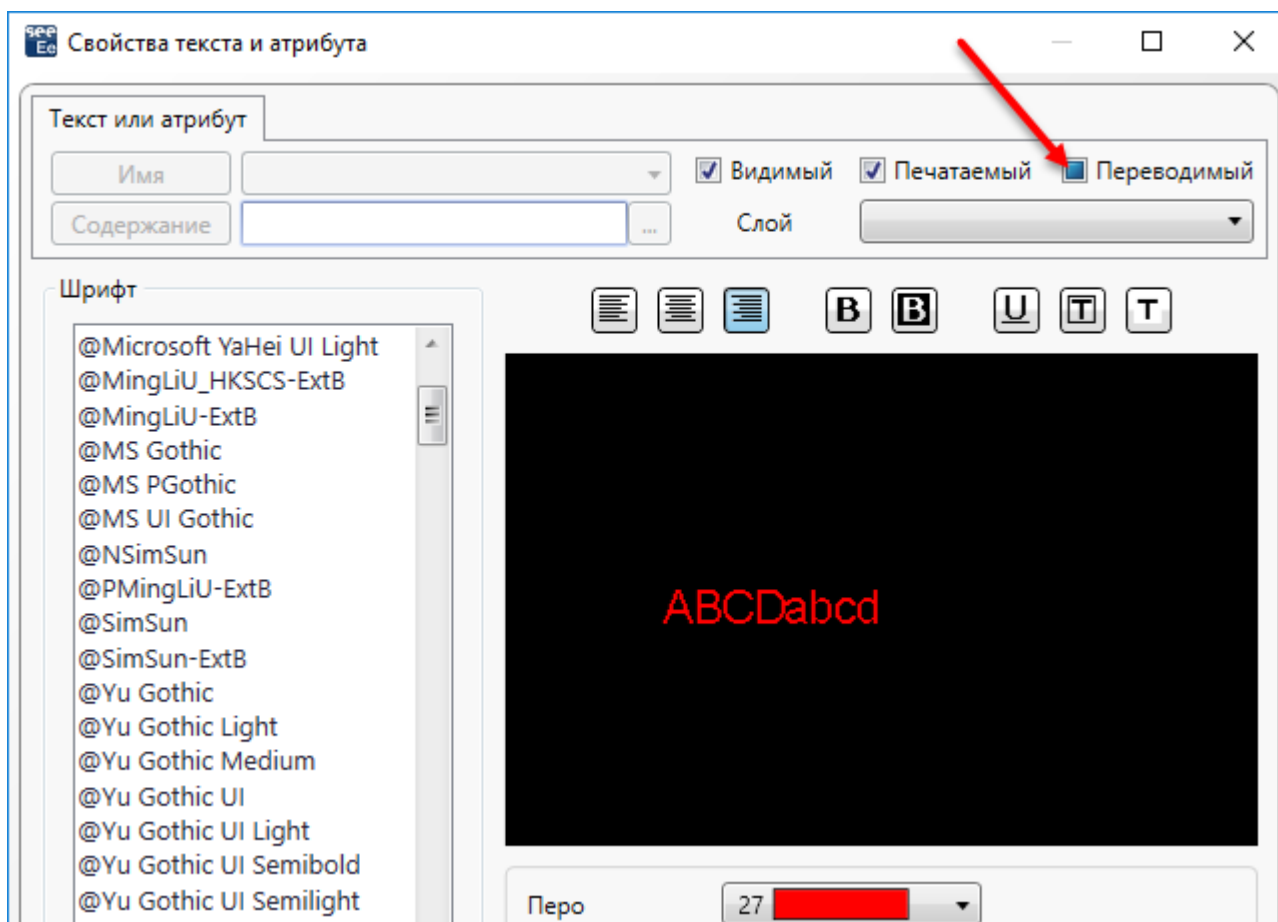 see Ee Свойства текста и атрибута
Текст или атрибут
Имя Видимый Печатаемый Переводимый
Содержание ... Слой
Шрифт
B B U T T
@Microsoft YaHei UI Light
@MingLiU_HKSCS-ExtB
@MingLiU-ExtB
@MS Gothic
@MS PGothic
@MS UI Gothic
@NSimSun
@PMingLiU-ExtB
@SimSun
@SimSun-ExtB
@Yu Gothic
@Yu Gothic Light
@Yu Gothic Medium
@Yu Gothic UI
@Yu Gothic UI Light
@Yu Gothic UI Semibold
@Yu Gothic UI Semilight
ABCDabcd
Перо 27